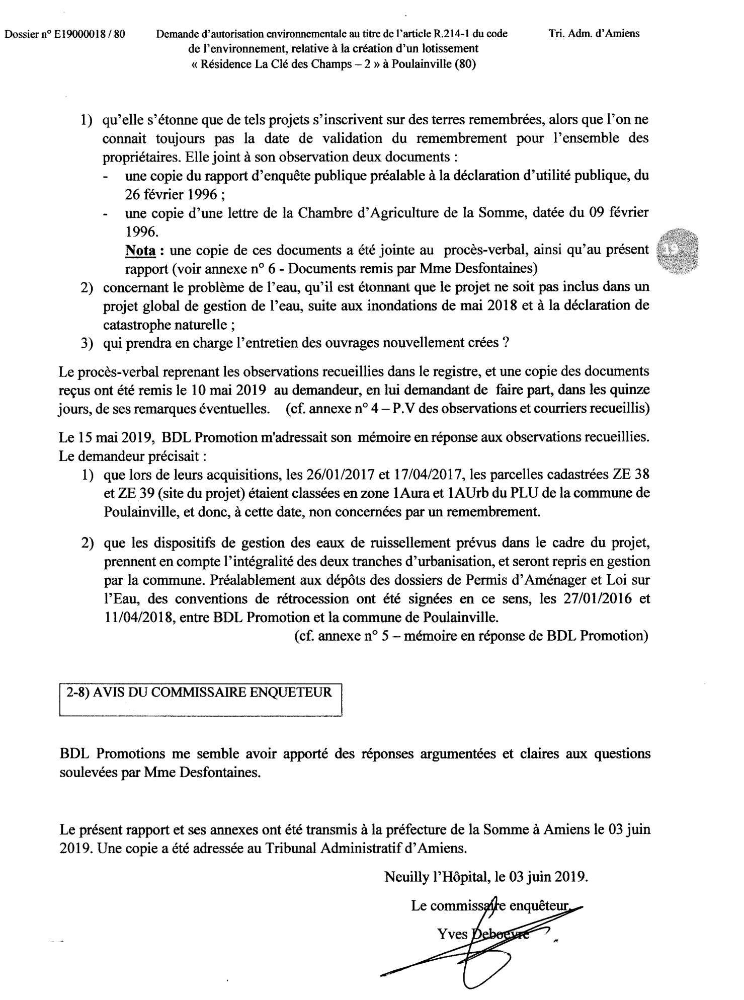 Dossier n° E19000018 / 80 Demande d'autorisation environnementale au titre de l'article R.214-1 du code Tri. Adm. d'Amiens
de l'environnement, relative à la création d'un lotissement
« Résidence La Clé des Champs – 2 » à Poulainville (80)
1) qu'elle s'étonne que de tels projets s'inscrivent sur des terres remembrées, alors que l'on ne
connait toujours pas la date de validation du remembrement pour l'ensemble des
propriétaires. Elle joint à son observation deux documents :
- une copie du rapport d'enquête publique préalable à la déclaration d'utilité publique, du
26 février 1996 ;
- une copie d'une lettre de la Chambre d'Agriculture de la Somme, datée du 09 février
1996.
Nota : une copie de ces documents a été jointe au procès-verbal, ainsi qu'au présent
19
rapport (voir annexe n° 6 - Documents remis par Mme Desfontaines)
2) concernant le problème de l'eau, qu'il est étonnant que le projet ne soit pas inclus dans un
projet global de gestion de l'eau, suite aux inondations de mai 2018 et à la déclaration de
catastrophe naturelle ;
3) qui prendra en charge l'entretien des ouvrages nouvellement crées ?
Le procès-verbal reprenant les observations recueillies dans le registre, et une copie des documents
reçus ont été remis le 10 mai 2019 au demandeur, en lui demandant de faire part, dans les quinze
jours, de ses remarques éventuelles. (cf. annexe n° 4 – P.V des observations et courriers recueillis)
Le 15 mai 2019, BDL Promotion m'adressait son mémoire en réponse aux observations recueillies.
Le demandeur précisait :
1) que lors de leurs acquisitions, les 26/01/2017 et 17/04/2017, les parcelles cadastrées ZE 38
et ZE 39 (site du projet) étaient classées en zone 1Aura et 1AUrb du PLU de la commune de
Poulainville, et donc, à cette date, non concernées par un remembrement.
2) que les dispositifs de gestion des eaux de ruissellement prévus dans le cadre du projet,
prennent en compte l'intégralité des deux tranches d'urbanisation, et seront repris en gestion
par la commune. Préalablement aux dépôts des dossiers de Permis d'Aménager et Loi sur
l'Eau, des conventions de rétrocession ont été signées en ce sens, les 27/01/2016 et
11/04/2018, entre BDL Promotion et la commune de Poulainville.
(cf. annexe n° 5 – mémoire en réponse de BDL Promotion)
2-8) AVIS DU COMMISSAIRE ENQUETEUR
BDL Promotions me semble avoir apporté des réponses argumentées et claires aux questions
soulevées par Mme Desfontaines.
Le présent rapport et ses annexes ont été transmis à la préfecture de la Somme à Amiens le 03 juin
2019. Une copie a été adressée au Tribunal Administratif d'Amiens.
Neuilly l'Hôpital, le 03 juin 2019.
Le commissaire enquêteur,
Yves Deboevre